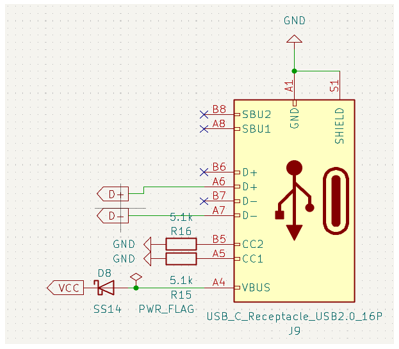 GND
A1
S1
GND
SHIELD
B8
SBU2
A8
SBU1
B6
D+
D+
A6
D+
B7
D-
D-
A7
D-
5.1k
R16
GND
B5
CC2
GND
A5
CC1
D8
5.1k
VCC
A4
VBUS
R15
SS14
PWR_FLAG
USB_C_Receptacle_USB2.0_16P
J9